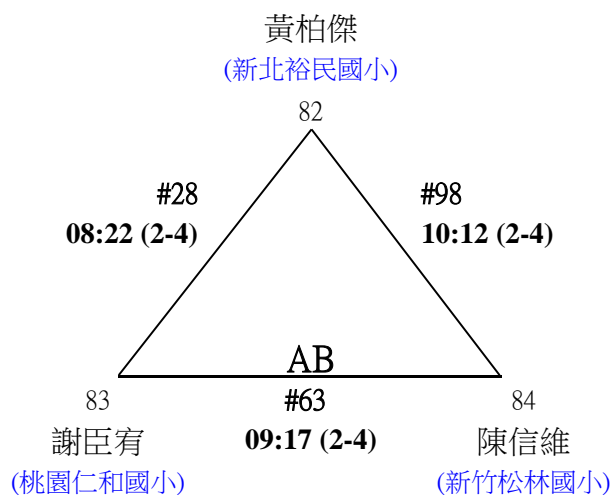 黃柏傑
(新北裕民國小)
82
#28
08:22 (2-4)
#98
10:12 (2-4)
AB
83
#63
84
謝臣宥
09:17 (2-4)
陳信維
(桃園仁和國小)
(新竹松林國小)